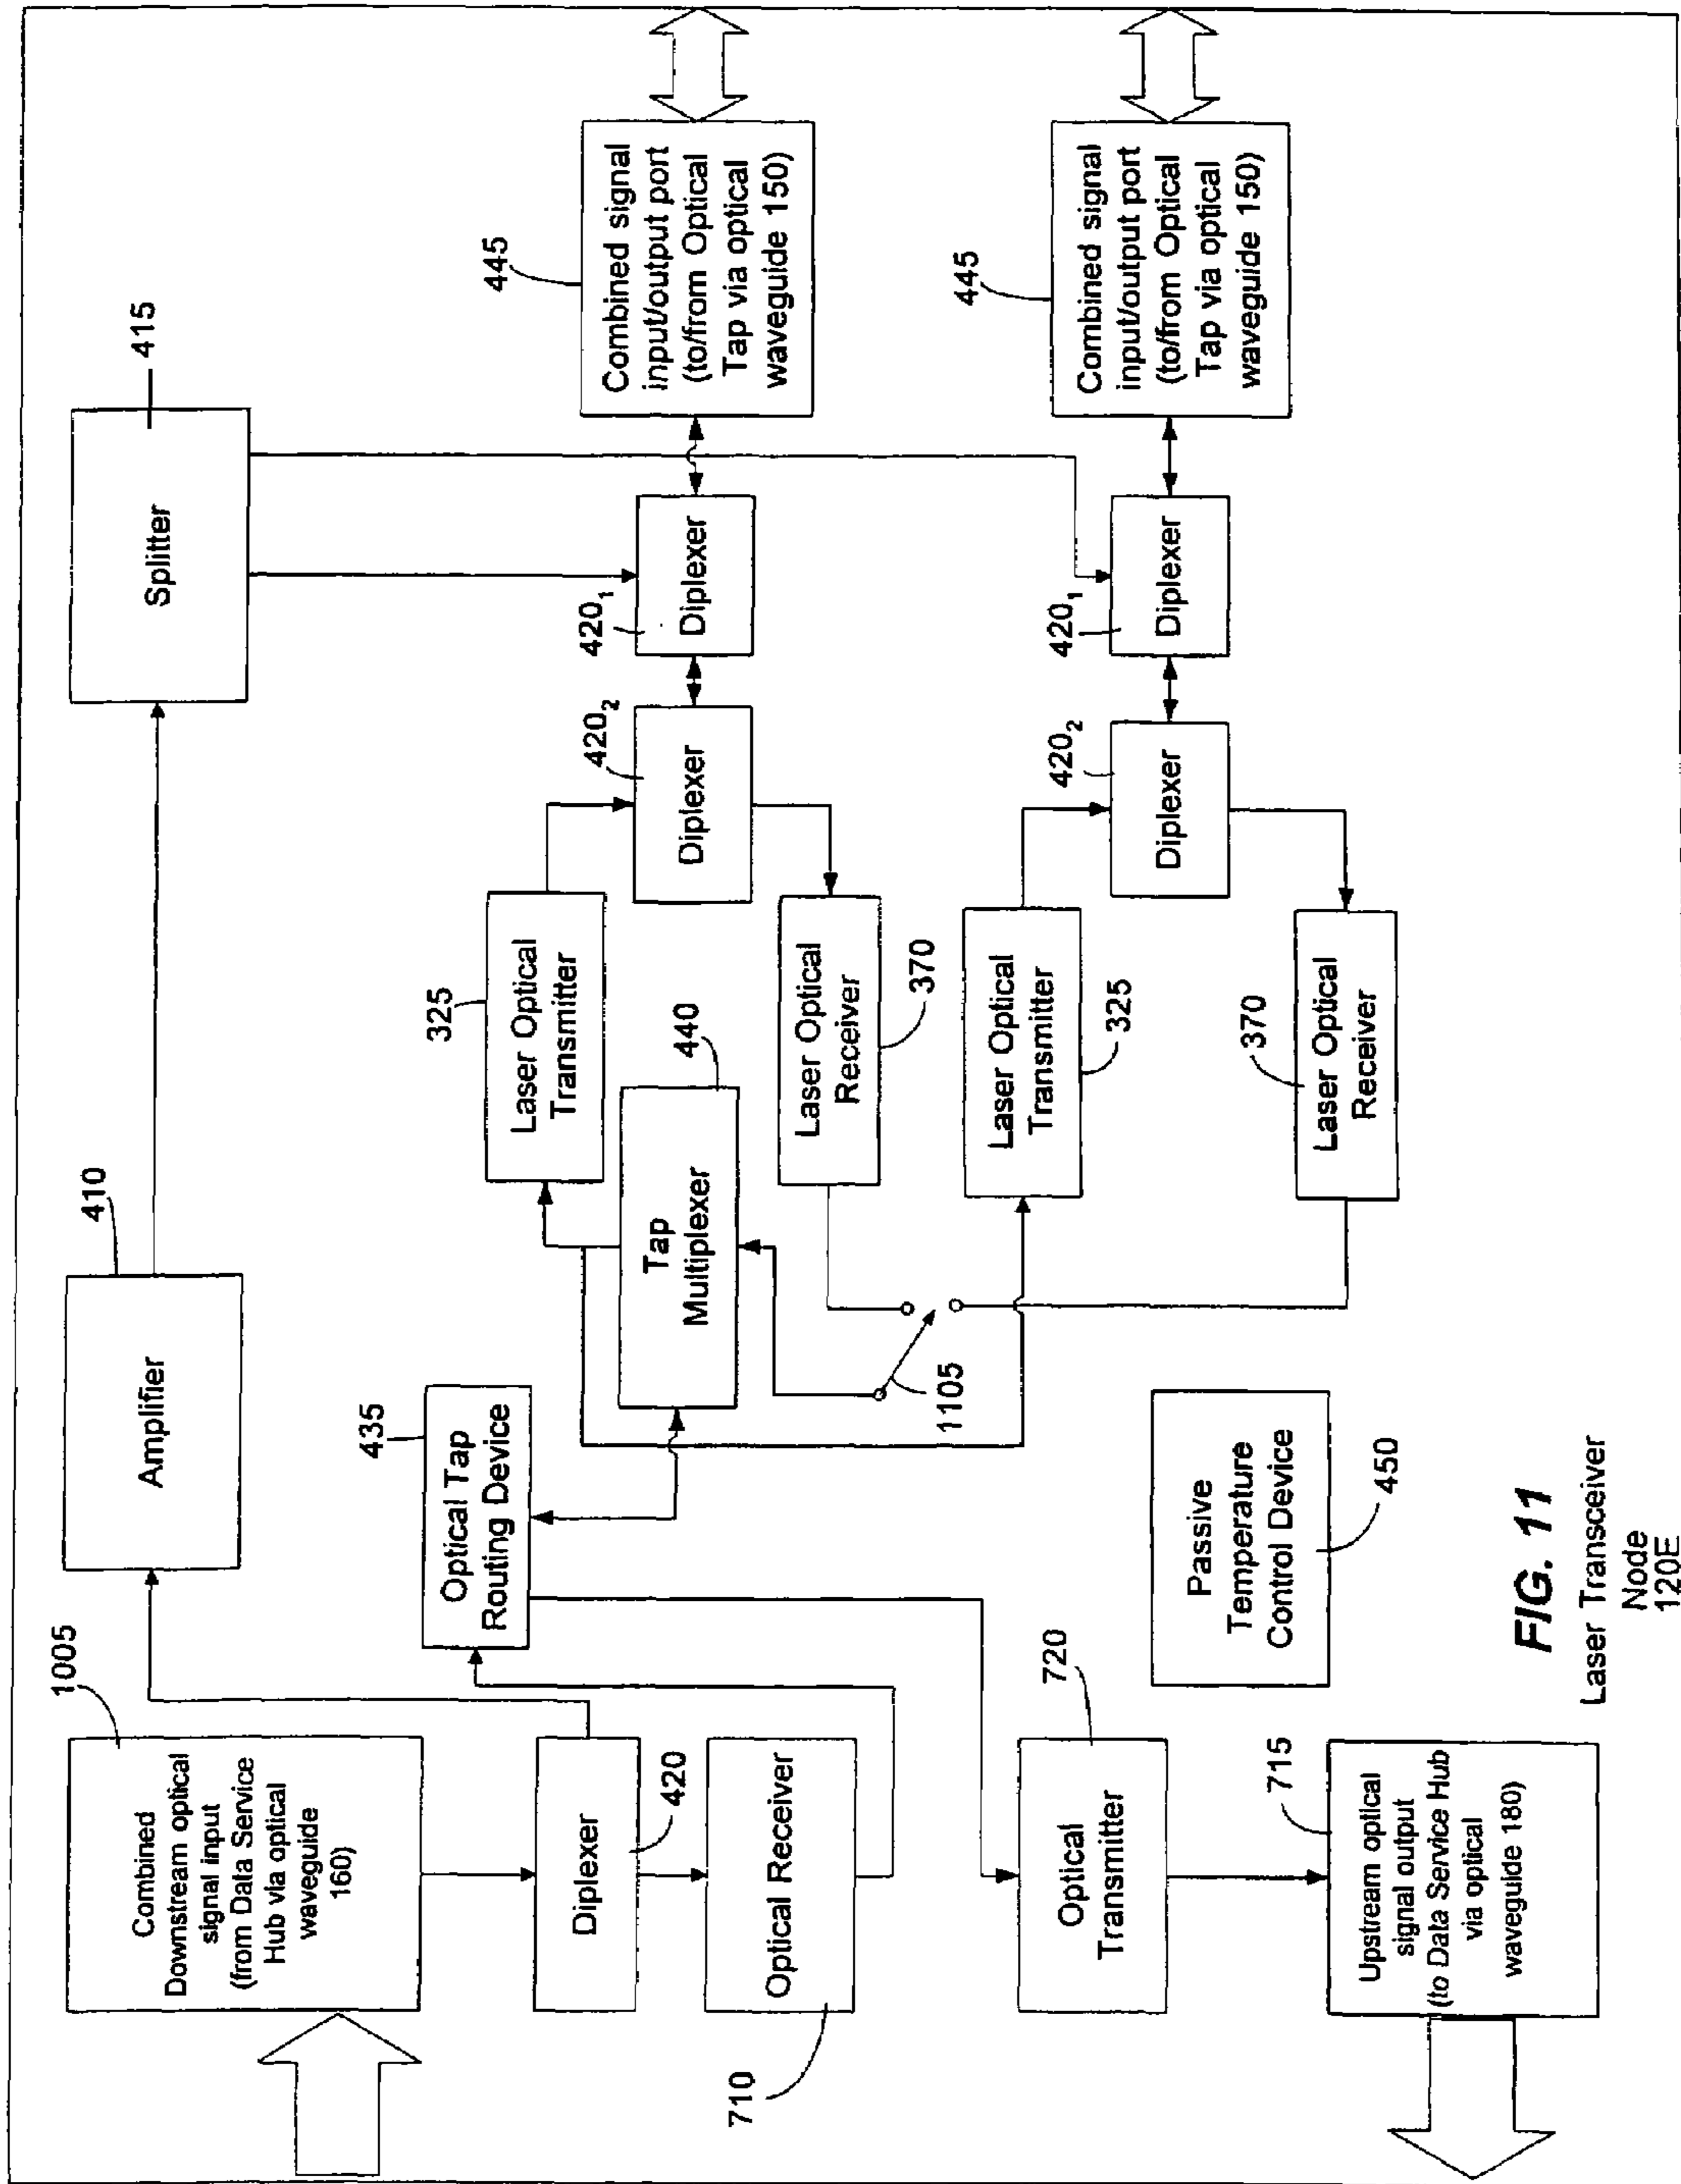 1005
Combined
Downstream optical
signal input
(from Data Service
Hub via optical
waveguide
160)
Diplexer
420
Optical Receiver
710
Optical
Transmitter
720
Upstream optical
signal output
(to Data Service Hub
via optical
waveguide 180)
715
Amplifier
410
Optical Tap
Routing Device
435
Tap
Multiplexer
440
1105
Passive
Temperature
Control Device
450
Laser Optical
Transmitter
325
Laser Optical
Receiver
370
Laser Optical
Transmitter
325
Laser Optical
Receiver
370
Splitter
415
Diplexer
420₂
Diplexer
420₁
Diplexer
420₂
Diplexer
420₁
445
Combined signal
input/output port
(to/from Optical
Tap via optical
waveguide 150)
445
Combined signal
input/output port
(to/from Optical
Tap via optical
waveguide 150)
FIG. 11
Laser Transceiver
Node
120E